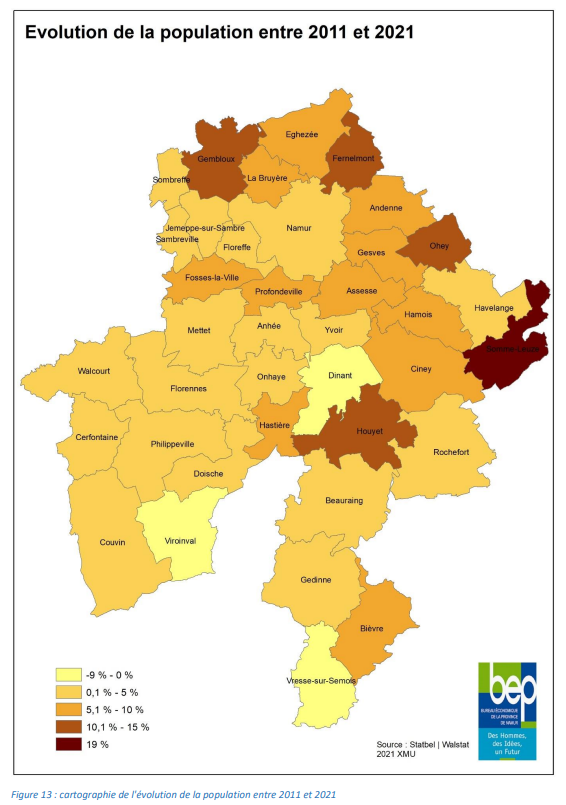 Evolution de la population entre 2011 et 2021
Eghezée
Gembloux
Fernelmont
Sombreffe
La Bruyère
Andenne
Jemeppe-sur-Sambre
Namur
Sambreville
Floreffe
Ohey
Gesves
Fosses-la-Ville
Profondeville
Assesse
Havelange
Hamois
Mettet
Anhée
Yvoir
Somme-Leuze
Walcourt
Onhaye
Dinant
Ciney
Florennes
Hastière
Houyet
Cerfontaine
Philippeville
Rochefort
Doische
Beauraing
Couvin
Viroinval
Gedinne
Bièvre
Vresse-sur-Semois
-9 % - 0 %
0,1 % - 5 %
5,1 % - 10 %
10,1 % - 15 %
19 %
Source : Statbel | Walstat
2021 XMU
bep
BUREAU ÉCONOMIQUE
DE LA PROVINCE
DE NAMUR
Des Hommes,
des Idées,
un Futur
Figure 13 : cartographie de l'évolution de la population entre 2011 et 2021